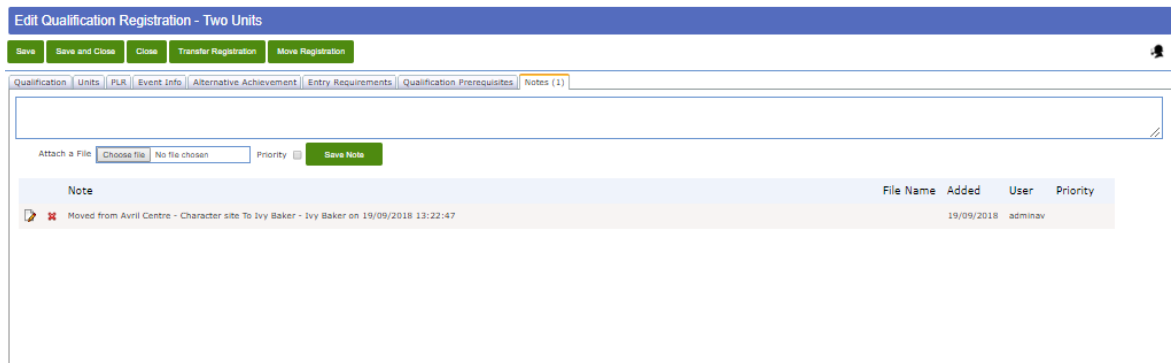 Edit Qualification Registration - Two Units
Save Save and Close Close Transfer Registration Move Registration
Qualification Units PLR Event Info Alternative Achievement Entry Requirements Qualification Prerequisites Notes (1)
Attach a File Choose file No file chosen Priority Save Note
Note File Name Added User Priority
Moved from Avril Centre - Character site To Ivy Baker - Ivy Baker on 19/09/2018 13:22:47 19/09/2018 adminav